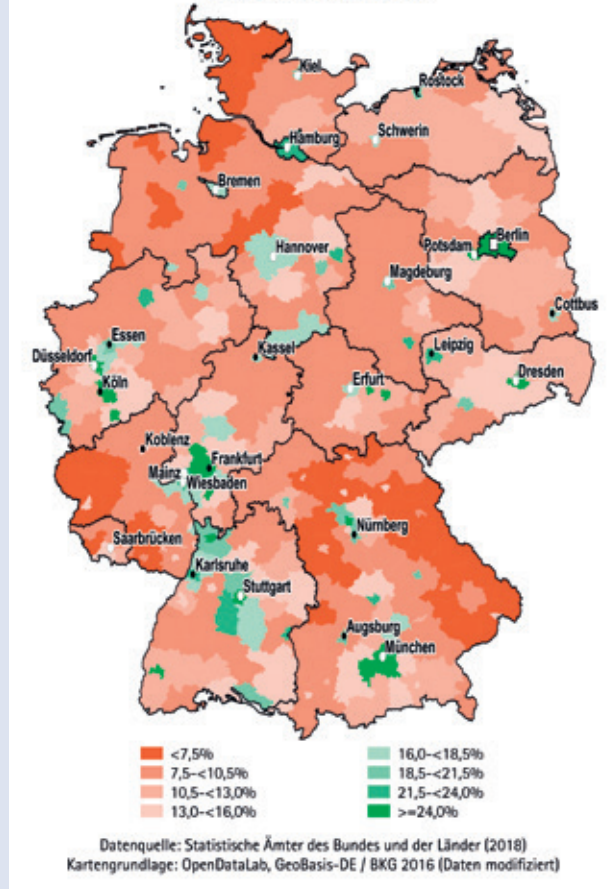 Kiel
Rostock
Hamburg
Schwerin
Bremen
Hannover
Potsdam
Berlin
Magdeburg
Cottbus
Essen
Düsseldorf
Kassel
Leipzig
Köln
Erfurt
Dresden
Koblenz
Frankfurt
Mainz
Wiesbaden
Nürnberg
Saarbrücken
Karlsruhe
Stuttgart
Augsburg
München
<7,5%
7,5-<10,5%
10,5-<13,0%
13,0-<16,0%
16,0-<18,5%
18,5-<21,5%
21,5-<24,0%
>=24,0%
Datenquelle: Statistische Ämter des Bundes und der Länder (2018)
Kartengrundlage: OpenDataLab, GeoBasis-DE / BKG 2016 (Daten modifiziert)